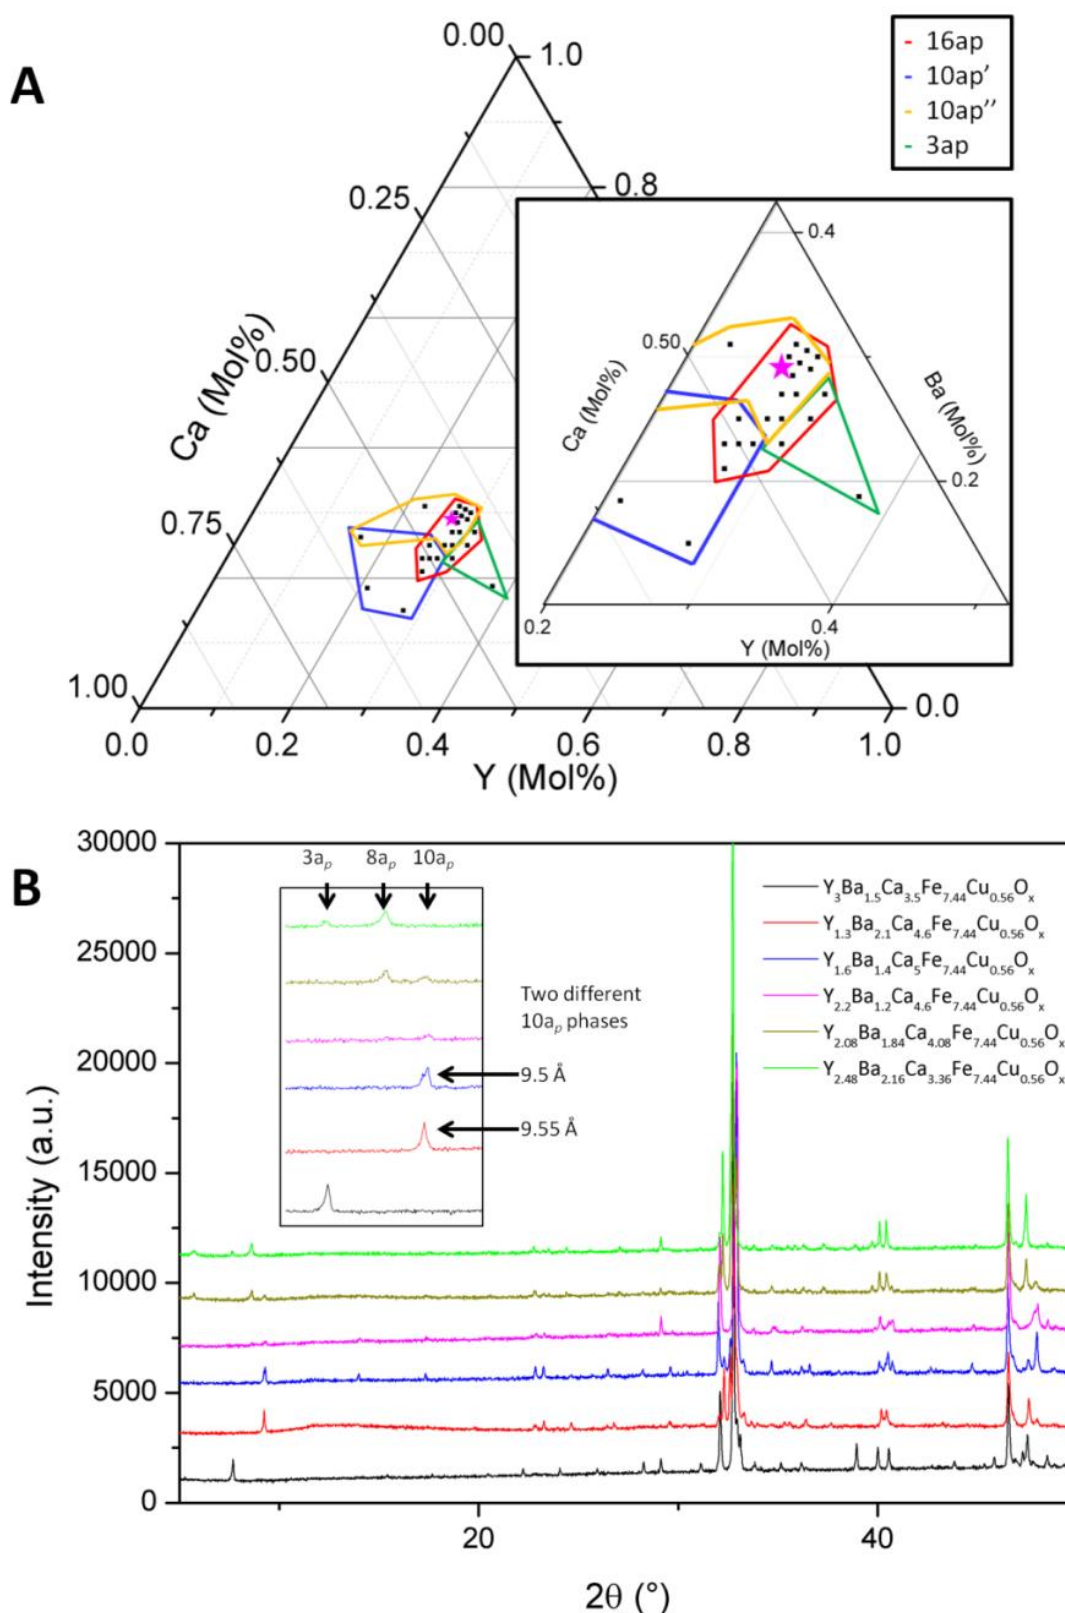 A
16ap
10ap′
10ap′′
3ap
0.00
1.0
0.25
0.8
Ca (Mol%)
0.50
0.75
1.00
0.0
0.0
0.2
0.4
0.6
0.8
1.0
Y (Mol%)
0.4
0.50
Ca (Mol%)
Ba (Mol%)
0.2
0.2
0.4
Y (Mol%)
B
30000
25000
20000
15000
10000
5000
0
Intensity (a.u.)
3ap
8ap
10ap
Two different
10ap phases
9.5 Å
9.55 Å
Y3Ba1.5Ca3.5Fe7.44Cu0.56Ox
Y1.3Ba2.1Ca4.6Fe7.44Cu0.56Ox
Y1.6Ba1.4Ca5Fe7.44Cu0.56Ox
Y2.2Ba1.2Ca4.6Fe7.44Cu0.56Ox
Y2.08Ba1.84Ca4.08Fe7.44Cu0.56Ox
Y2.48Ba2.16Ca3.36Fe7.44Cu0.56Ox
20
40
2θ (°)